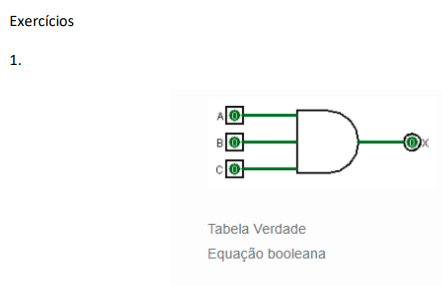 Exercícios
1.
A 0
B 0 0 X
C 0
Tabela Verdade
Equação booleana